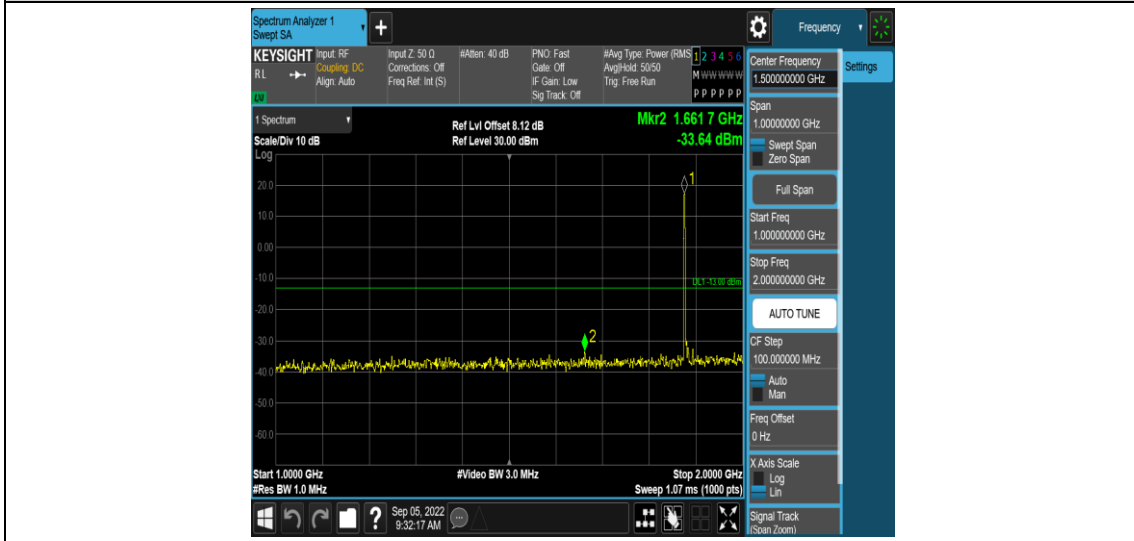 Spectrum Analyzer 1
Swept SA
+
Frequency
KEYSIGHT
RL
LXI
Input: RF
Coupling: DC
Align: Auto
Input Z: 50 Ω
Corrections: Off
Freq Ref: Int (S)
#Atten: 40 dB
PNO: Fast
Gate: Off
IF Gain: Low
Sig Track: Off
#Avg Type: Power (RMS
Avg|Hold: 50/50
Trig: Free Run
1 2 3 4 5 6
M W W W W W
P P P P P P
1 Spectrum
Scale/Div 10 dB
Log
Ref Lvl Offset 8.12 dB
Ref Level 30.00 dBm
Mkr2 1.661 7 GHz
-33.64 dBm
20.0
10.0
0.00
-10.0
-20.0
-30.0
-40.0
-50.0
-60.0
1
DL1 -13.00 dBm
2
Start 1.0000 GHz
#Res BW 1.0 MHz
#Video BW 3.0 MHz
Stop 2.0000 GHz
Sweep 1.07 ms (1000 pts)
?
Sep 05, 2022
9:32:17 AM
Center Frequency
1.500000000 GHz
Span
1.00000000 GHz
Swept Span
Zero Span
Full Span
Start Freq
1.000000000 GHz
Stop Freq
2.000000000 GHz
AUTO TUNE
CF Step
100.000000 MHz
Auto
Man
Freq Offset
0 Hz
X Axis Scale
Log
Lin
Signal Track
(Span Zoom)
Settings